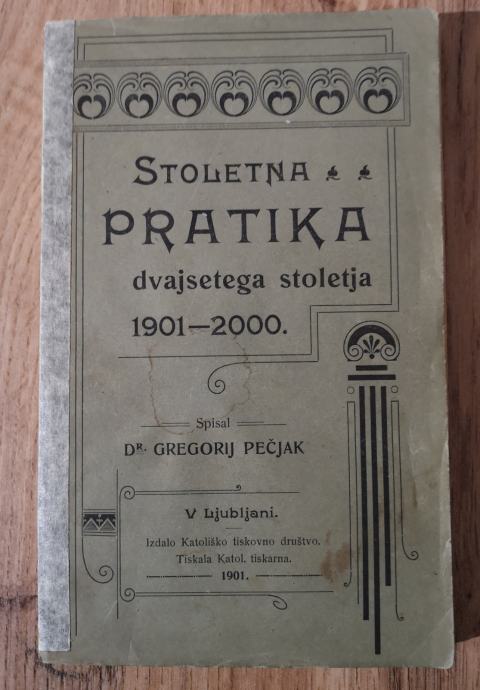 STOLETNA
PRATIKA
dvajsetega stoletja
1901—2000.
Spisal
DR. GREGORIJ PEČJAK
V Ljubljani.
Izdalo Katoliško tiskovno društvo.
Tiskala Katol. tiskarna.
1901.